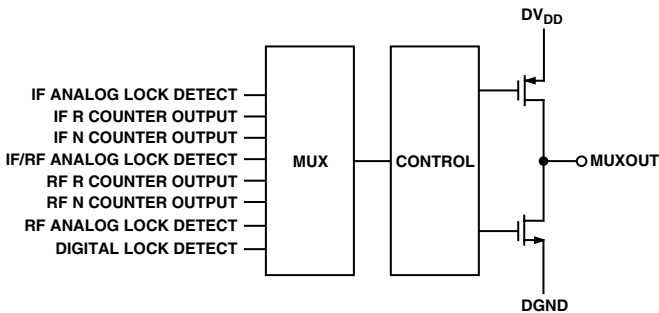 DVDD
IF ANALOG LOCK DETECT
IF R COUNTER OUTPUT
IF N COUNTER OUTPUT
IF/RF ANALOG LOCK DETECT
RF R COUNTER OUTPUT
RF N COUNTER OUTPUT
RF ANALOG LOCK DETECT
DIGITAL LOCK DETECT
MUX
CONTROL
MUXOUT
DGND